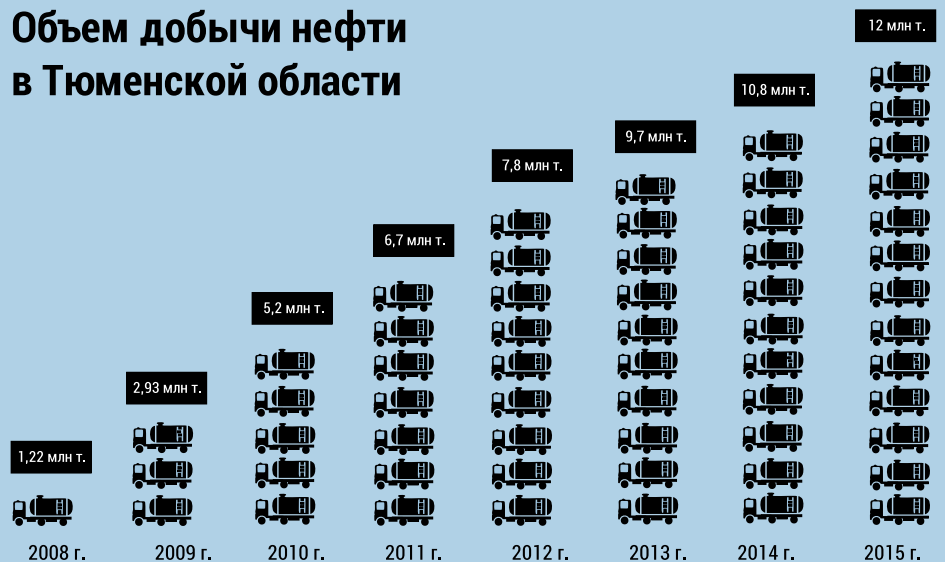 Объем добычи нефти
в Тюменской области
1,22 млн т.
2,93 млн т.
5,2 млн т.
6,7 млн т.
7,8 млн т.
9,7 млн т.
10,8 млн т.
12 млн т.
2008 г.
2009 г.
2010 г.
2011 г.
2012 г.
2013 г.
2014 г.
2015 г.